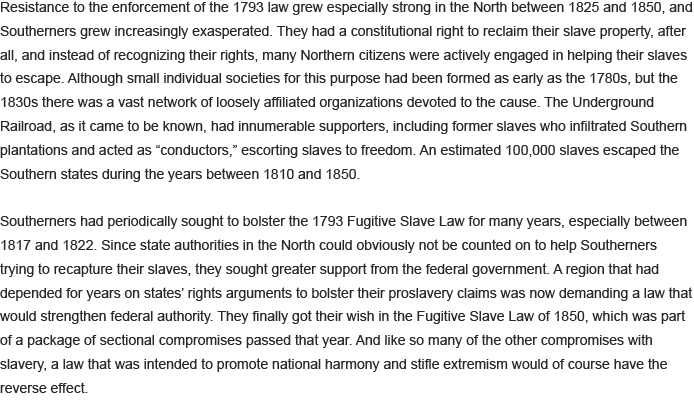 Resistance to the enforcement of the 1793 law grew especially strong in the North between 1825 and 1850, and
Southerners grew increasingly exasperated. They had a constitutional right to reclaim their slave property, after
all, and instead of recognizing their rights, many Northern citizens were actively engaged in helping their slaves
to escape. Although small individual societies for this purpose had been formed as early as the 1780s, but the
1830s there was a vast network of loosely affiliated organizations devoted to the cause. The Underground
Railroad, as it came to be known, had innumerable supporters, including former slaves who infiltrated Southern
plantations and acted as “conductors,” escorting slaves to freedom. An estimated 100,000 slaves escaped the
Southern states during the years between 1810 and 1850.
Southerners had periodically sought to bolster the 1793 Fugitive Slave Law for many years, especially between
1817 and 1822. Since state authorities in the North could obviously not be counted on to help Southerners
trying to recapture their slaves, they sought greater support from the federal government. A region that had
depended for years on states’ rights arguments to bolster their proslavery claims was now demanding a law that
would strengthen federal authority. They finally got their wish in the Fugitive Slave Law of 1850, which was part
of a package of sectional compromises passed that year. And like so many of the other compromises with
slavery, a law that was intended to promote national harmony and stifle extremism would of course have the
reverse effect.